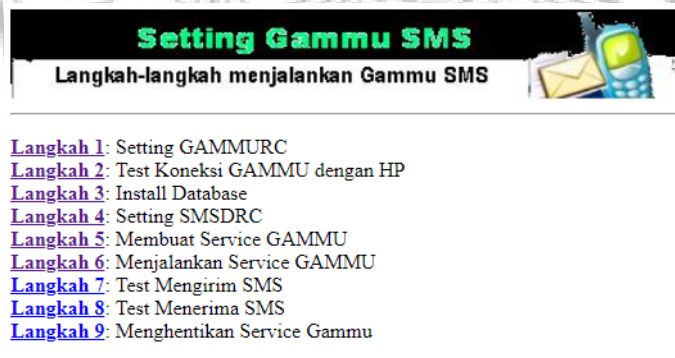 Setting Gammu SMS
Langkah-langkah menjalankan Gammu SMS
Langkah 1: Setting GAMMURC
Langkah 2: Test Koneksi GAMMU dengan HP
Langkah 3: Install Database
Langkah 4: Setting SMSDRC
Langkah 5: Membuat Service GAMMU
Langkah 6: Menjalankan Service GAMMU
Langkah 7: Test Mengirim SMS
Langkah 8: Test Menerima SMS
Langkah 9: Menghentikan Service Gammu